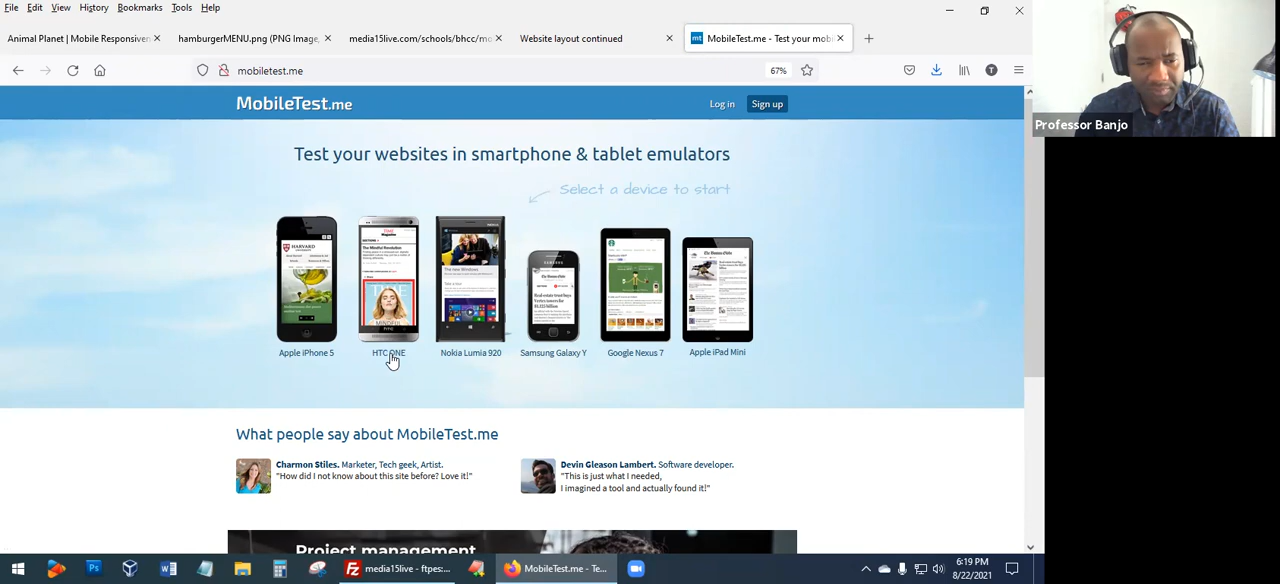 File Edit View History Bookmarks Tools Help
Animal Planet | Mobile Responsiven
hamburgerMENU.png (PNG Image,
media15live.com/schools/bhcc/mo
Website layout continued
mt MobileTest.me - Test your mobi
mobiletest.me
67%
T
MobileTest.me
Log in
Sign up
Test your websites in smartphone & tablet emulators
Select a device to start
HARVARD
Apple iPhone 5
HTC ONE
Nokia Lumia 920
Samsung Galaxy Y
Google Nexus 7
Apple iPad Mini
What people say about MobileTest.me
Charmon Stiles. Marketer, Tech geek, Artist.
"How did I not know about this site before? Love it!"
Devin Gleason Lambert. Software developer.
"This is just what I needed,
I imagined a tool and actually found it!"
Project management
Professor Banjo
media15live - ftpes:...
MobileTest.me - Te...
6:19 PM
8/22/2021